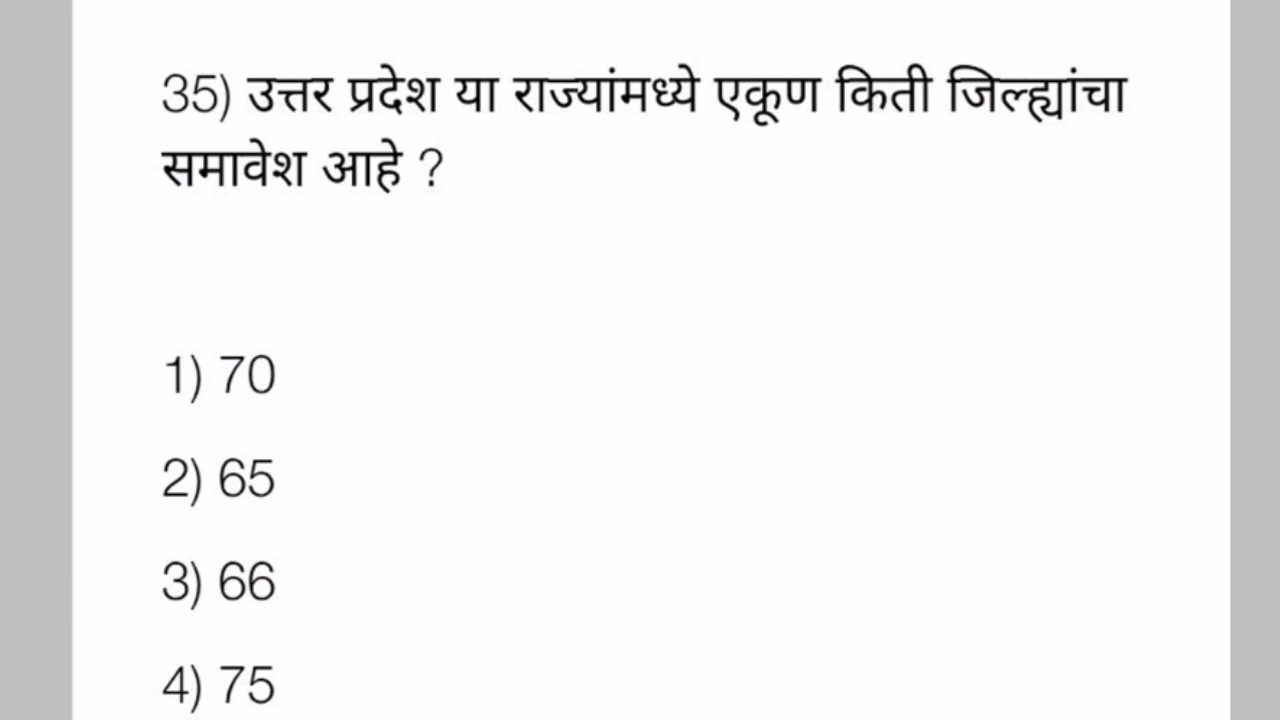 35) उत्तर प्रदेश या राज्यांमध्ये एकूण किती जिल्ह्यांचा
समावेश आहे ?
1) 70
2) 65
3) 66
4) 75